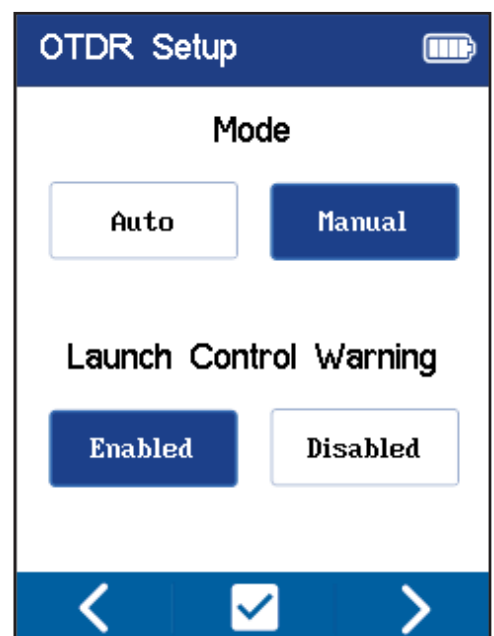 OTDR Setup
Mode
Auto Manual
Launch Control Warning
Enabled Disabled